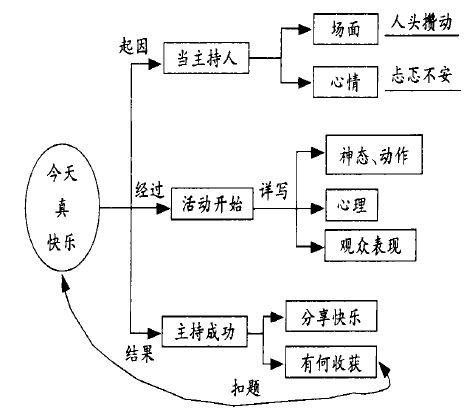 起因
当主持人
场面
人头攒动
心情
忐忑不安
今天
真
快乐
经过
活动开始
详写
神态、动作
心理
观众表现
结果
主持成功
分享快乐
有何收获
扣题